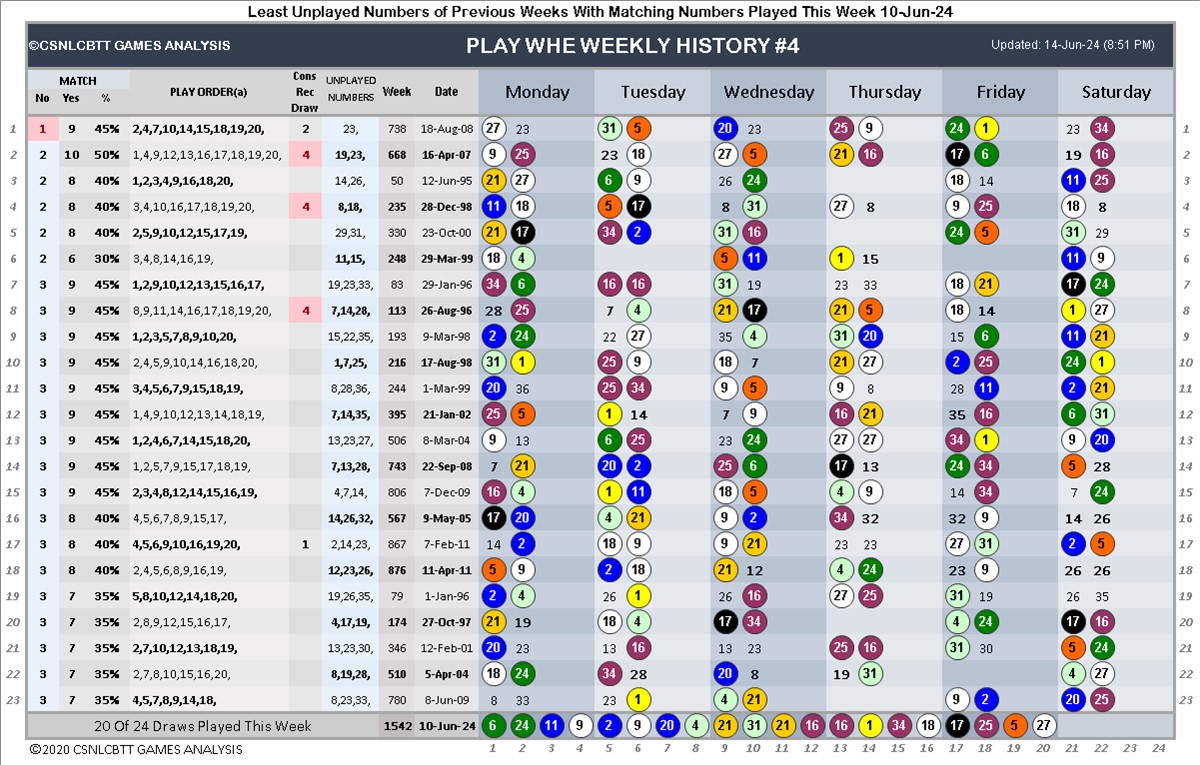 Least Unplayed Numbers of Previous Weeks With Matching Numbers Played This Week 10-Jun-24
©CSNLCBTT GAMES ANALYSIS PLAY WHE WEEKLY HISTORY #4 Updated: 14-Jun-24 (8:51 PM)
MATCH PLAY ORDER(a) Cons Rec Draw UNPLAYED NUMBERS Week Date Monday Tuesday Wednesday Thursday Friday Saturday
No Yes %
1 1 9 45% 2,4,7,10,14,15,18,19,20, 2 23, 738 18-Aug-08 27 23 31 5 20 23 25 9 24 1 23 34 1
2 2 10 50% 1,4,9,12,13,16,17,18,19,20, 4 19,23, 668 16-Apr-07 9 25 23 18 27 5 21 16 17 6 19 16 2
3 2 8 40% 1,2,3,4,9,16,18,20, 14,26, 50 12-Jun-95 21 27 6 9 26 24 18 14 11 25 3
4 2 8 40% 3,4,10,16,17,18,19,20, 4 8,18, 235 28-Dec-98 11 18 5 17 8 31 27 8 9 25 18 8 4
5 2 8 40% 2,5,9,10,12,15,17,19, 29,31, 330 23-Oct-00 21 17 34 2 31 16 24 5 31 29 5
6 2 6 30% 3,4,8,14,16,19, 11,15, 248 29-Mar-99 18 4 5 11 1 15 11 9 6
7 3 9 45% 1,2,9,10,12,13,15,16,17, 19,23,33, 83 29-Jan-96 34 6 16 16 31 19 23 33 18 21 17 24 7
8 3 9 45% 8,9,11,14,16,17,18,19,20, 4 7,14,28, 113 26-Aug-96 28 25 7 4 21 17 21 5 18 14 1 27 8
9 3 9 45% 1,2,3,5,7,8,9,10,20, 15,22,35, 193 9-Mar-98 2 24 22 27 35 4 31 20 15 6 11 21 9
10 3 9 45% 2,4,5,9,10,14,16,18,20, 1,7,25, 216 17-Aug-98 31 1 25 9 18 7 21 27 2 25 24 1 10
11 3 9 45% 3,4,5,6,7,9,15,18,19, 8,28,36, 244 1-Mar-99 20 36 25 34 9 5 9 8 28 11 2 21 11
12 3 9 45% 1,4,9,10,12,13,14,18,19, 7,14,35, 395 21-Jan-02 25 5 1 14 7 9 16 21 35 16 6 31 12
13 3 9 45% 1,2,4,6,7,14,15,18,20, 13,23,27, 506 8-Mar-04 9 13 6 25 23 24 27 27 34 1 9 20 13
14 3 9 45% 1,2,5,7,9,15,17,18,19, 7,13,28, 743 22-Sep-08 7 21 20 2 25 6 17 13 24 34 5 28 14
15 3 9 45% 2,3,4,8,12,14,15,16,19, 4,7,14, 806 7-Dec-09 16 4 1 11 18 5 4 9 14 34 7 24 15
16 3 8 40% 4,5,6,7,8,9,15,17, 14,26,32, 567 9-May-05 17 20 4 21 9 2 34 32 32 9 14 26 16
17 3 8 40% 4,5,6,9,10,16,19,20, 1 2,14,23, 867 7-Feb-11 14 2 18 9 9 21 23 23 27 31 2 5 17
18 3 8 40% 2,4,5,6,8,9,16,19, 12,23,26, 876 11-Apr-11 5 9 2 18 21 12 4 24 23 9 26 26 18
19 3 7 35% 5,8,10,12,14,18,20, 19,26,35, 79 1-Jan-96 2 4 26 1 26 16 27 25 31 19 26 35 19
20 3 7 35% 2,8,9,12,15,16,17, 4,17,19, 174 27-Oct-97 21 19 18 4 17 34 4 24 17 16 20
21 3 7 35% 2,7,10,12,13,18,19, 13,23,30, 346 12-Feb-01 20 23 13 16 13 23 25 16 31 30 5 24 21
22 3 7 35% 2,7,8,10,15,16,20, 8,19,28, 510 5-Apr-04 18 24 34 28 20 8 19 31 4 27 22
23 3 7 35% 4,5,7,8,9,14,18, 8,23,33, 780 8-Jun-09 8 33 23 1 4 21 9 2 20 25 23
20 Of 24 Draws Played This Week 1542 10-Jun-24 6 24 11 9 2 9 20 4 21 31 21 16 16 1 34 18 17 25 5 27
©2020 CSNLCBTT GAMES ANALYSIS 1 2 3 4 5 6 7 8 9 10 11 12 13 14 15 16 17 18 19 20 21 22 23 24